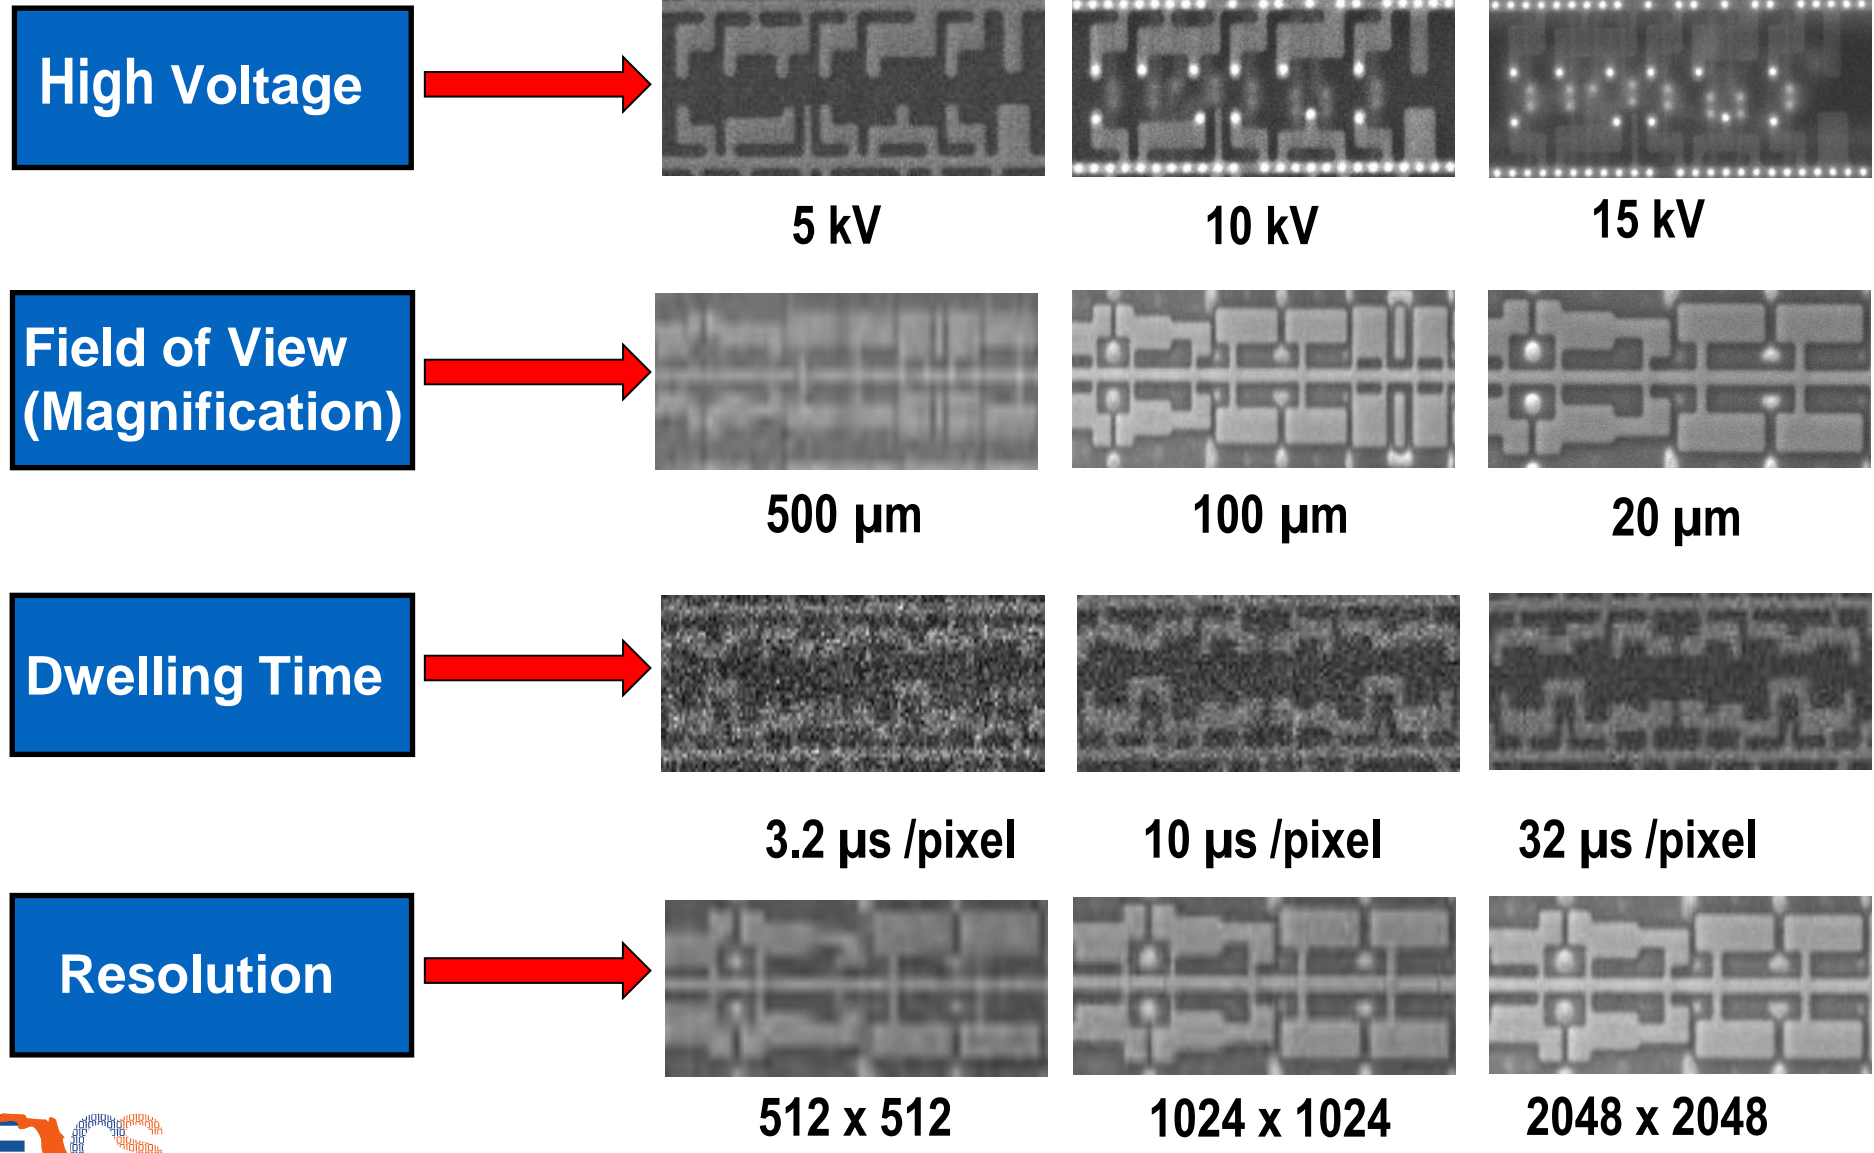 High Voltage
5 kV
10 kV
15 kV
Field of View
(Magnification)
500 µm
100 µm
20 µm
Dwelling Time
3.2 µs /pixel
10 µs /pixel
32 µs /pixel
Resolution
512 x 512
1024 x 1024
2048 x 2048